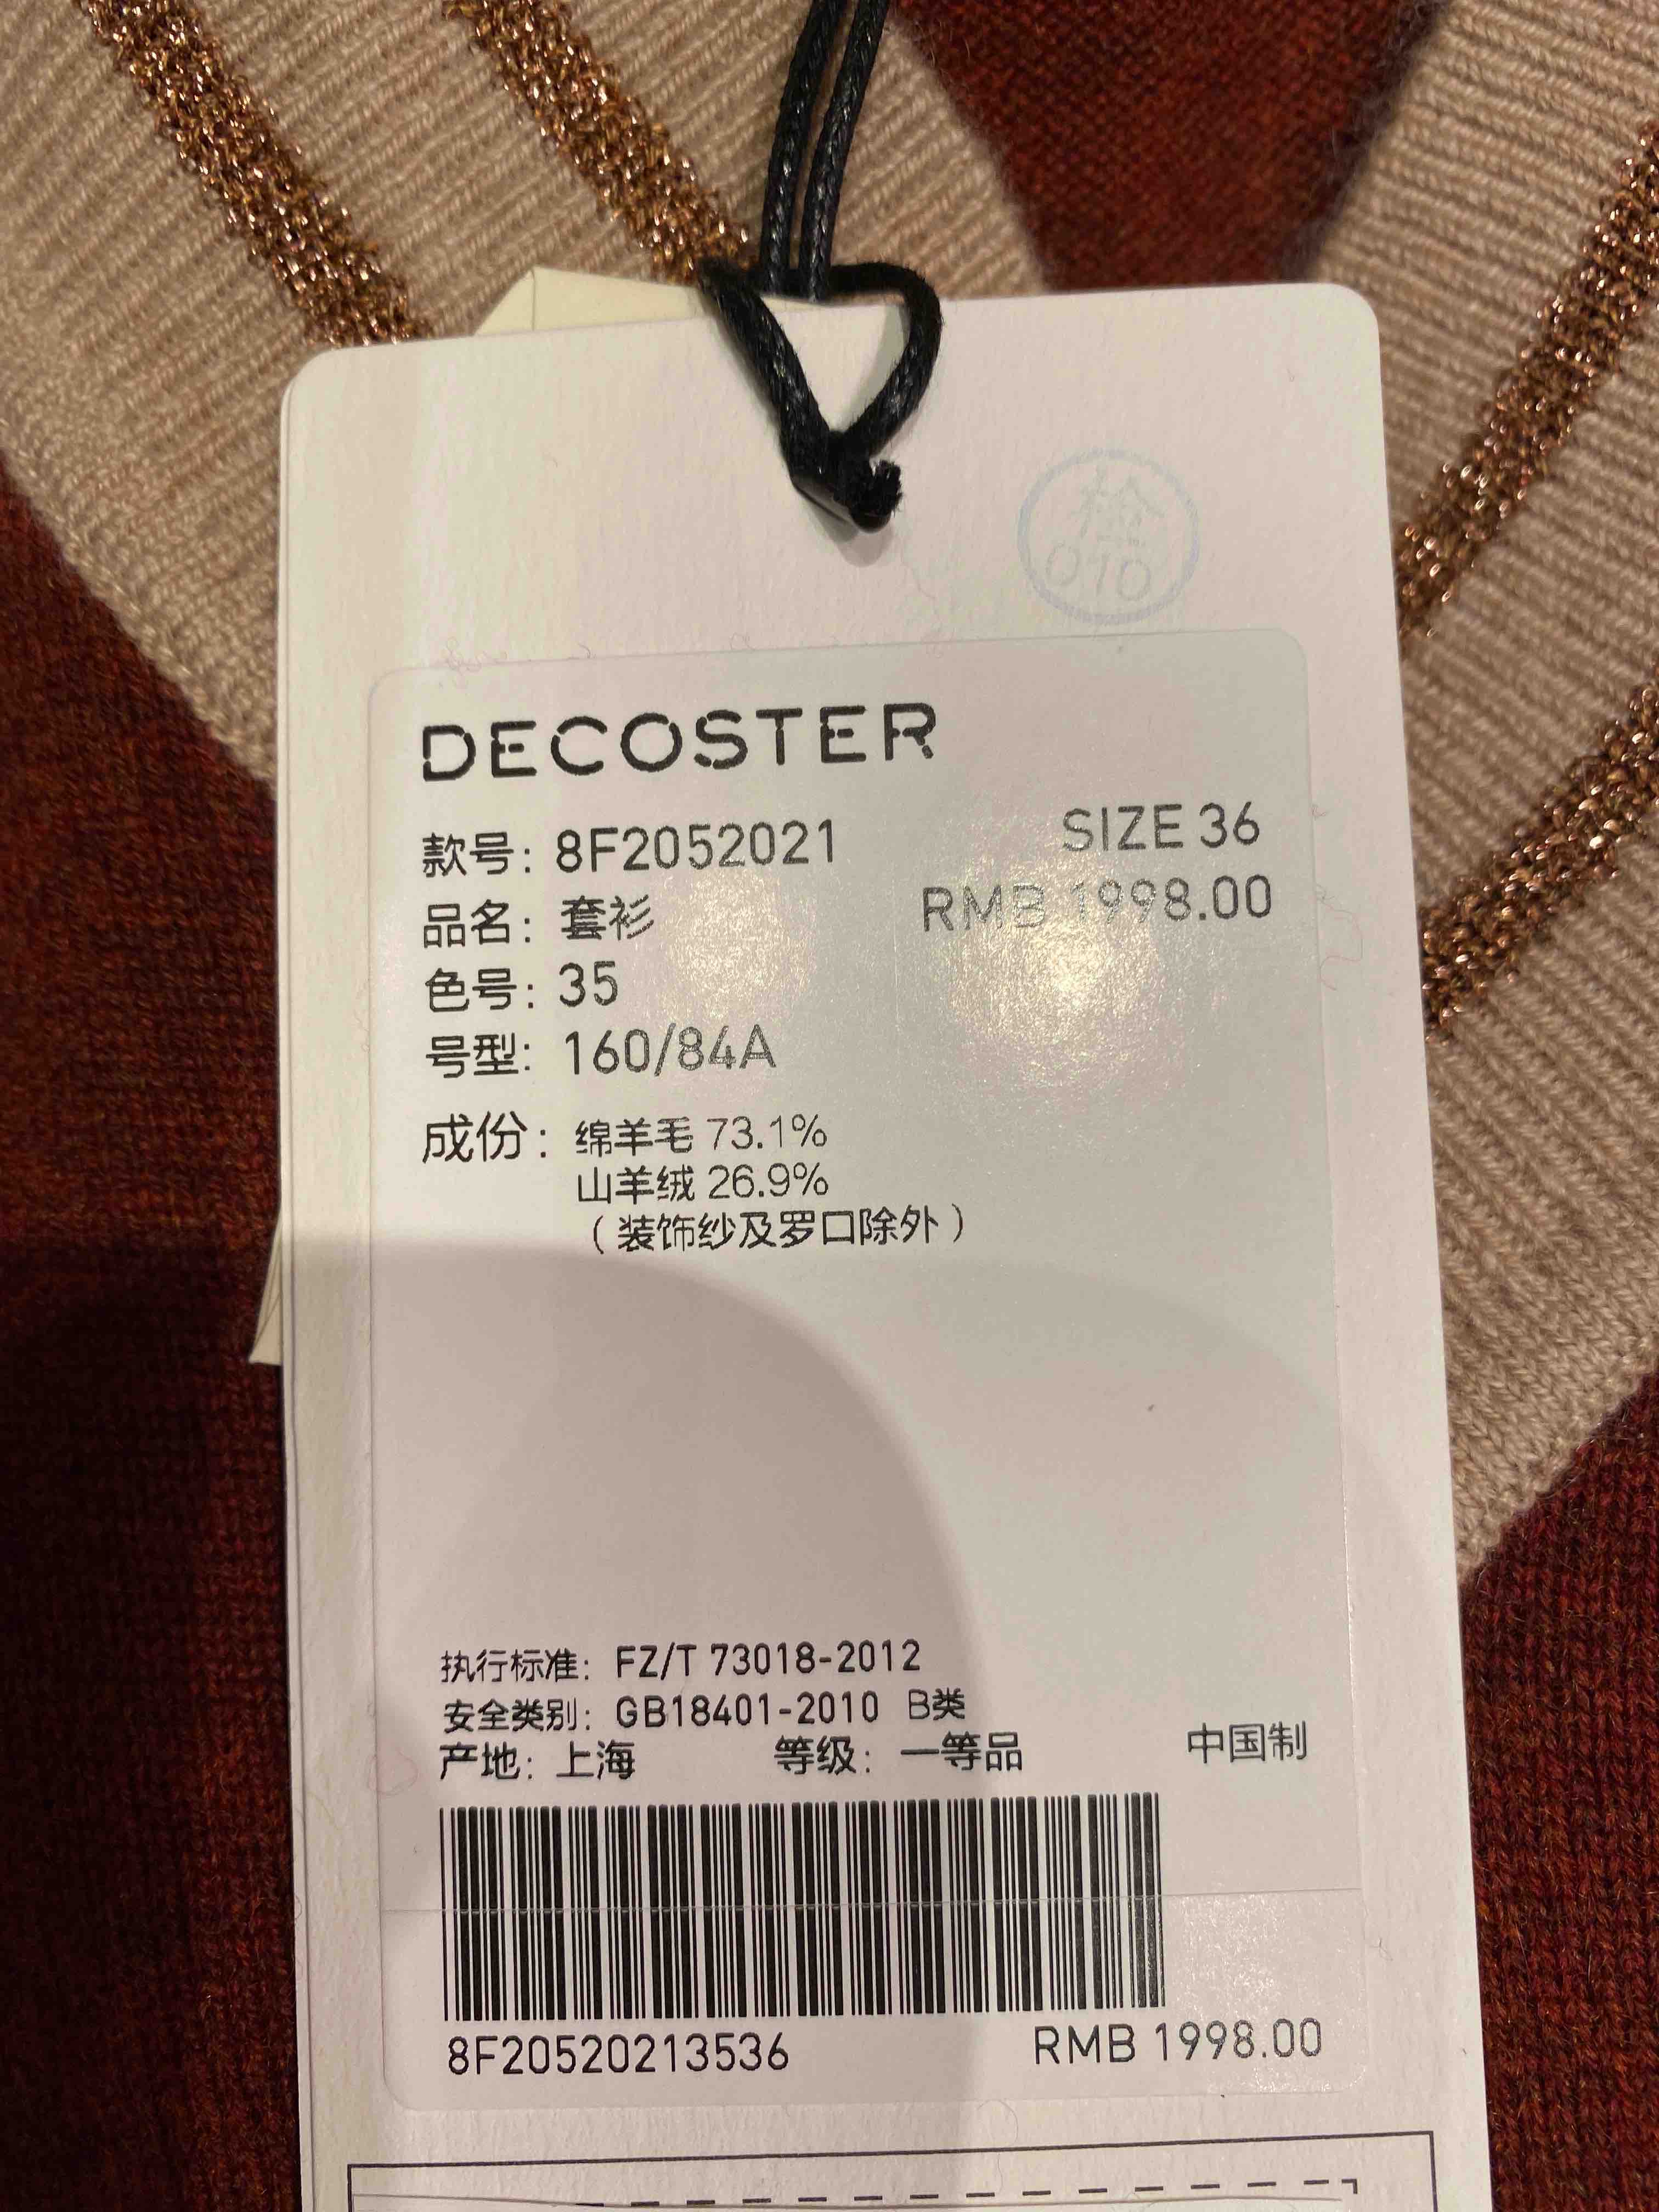 检
010
DECOSTER
款号: 8F2052021
SIZE 36
品名: 套衫
RMB 1998.00
色号: 35
号型: 160/84A
成份: 绵羊毛 73.1%
山羊绒 26.9%
(装饰纱及罗口除外)
执行标准: FZ/T 73018-2012
安全类别: GB18401-2010 B类
产地: 上海 等级: 一等品 中国制
8F20520213536 RMB 1998.00